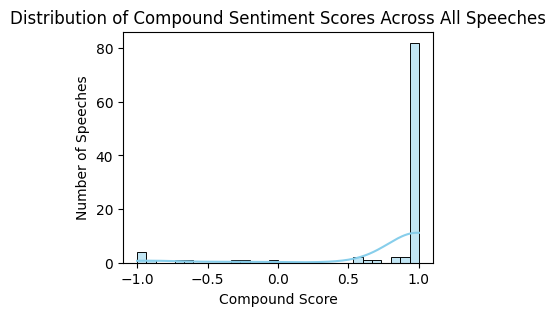 Distribution of Compound Sentiment Scores Across All Speeches
80
60
40
20
0
Number of Speeches
−1.0 −0.5 0.0 0.5 1.0
Compound Score